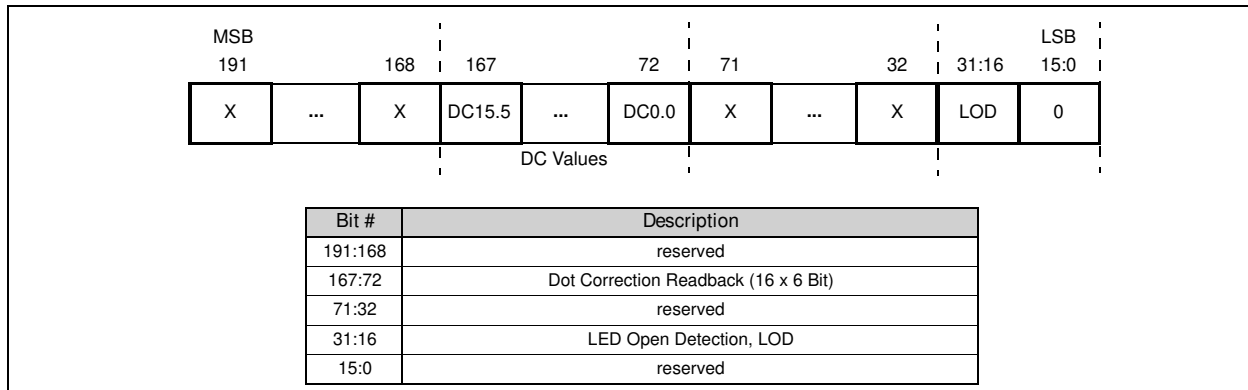 MSB LSB
191 168 167 72 71 32 31:16 15:0
X ... X DC15.5 ... DC0.0 X ... X LOD 0
DC Values
Bit # Description
191:168 reserved
167:72 Dot Correction Readback (16 x 6 Bit)
71:32 reserved
31:16 LED Open Detection, LOD
15:0 reserved